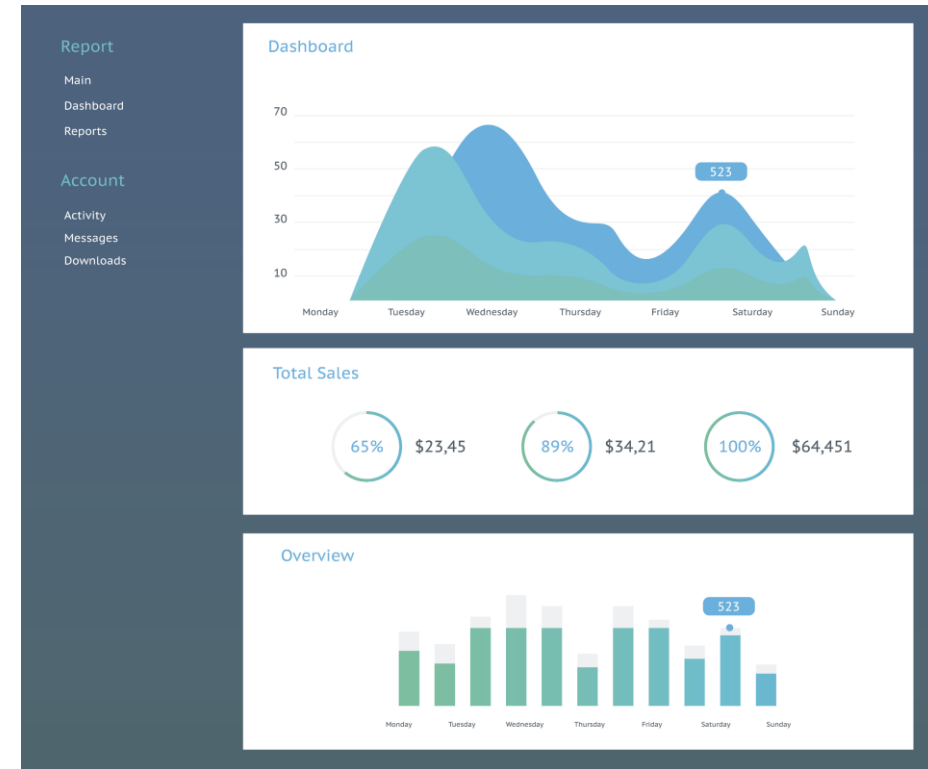 Report
Main
Dashboard
Reports
Account
Activity
Messages
Downloads
Dashboard
70
50
30
10
523
Monday Tuesday Wednesday Thursday Friday Saturday Sunday
Total Sales
65% $23,45 89% $34,21 100% $64,451
Overview
523
Monday Tuesday Wednesday Thursday Friday Saturday Sunday